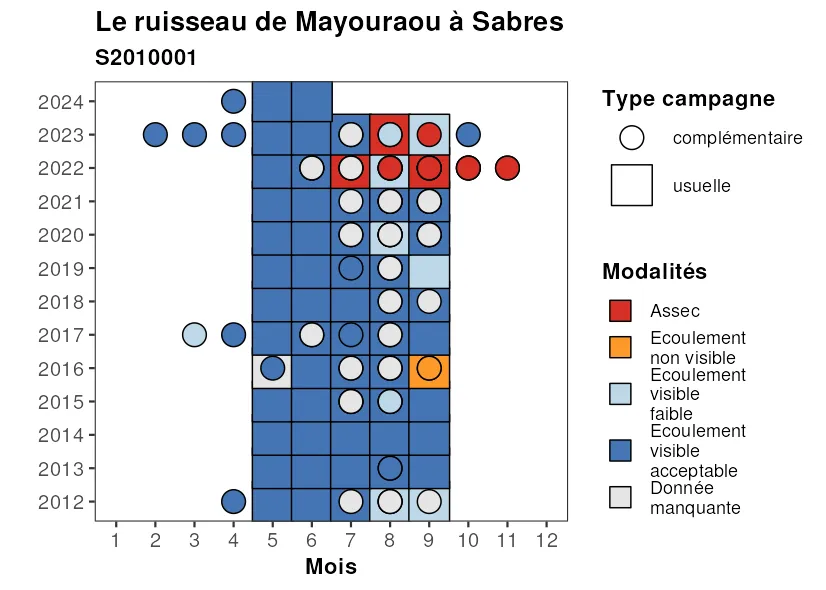 Le ruisseau de Mayouraou à Sabres
S2010001
2024
2023
2022
2021
2020
2019
2018
2017
2016
2015
2014
2013
2012
1 2 3 4 5 6 7 8 9 10 11 12
Mois
Type campagne
complémentaire
usuelle
Modalités
Assec
Ecoulement
non visible
Ecoulement
visible
faible
Ecoulement
visible
acceptable
Donnée
manquante